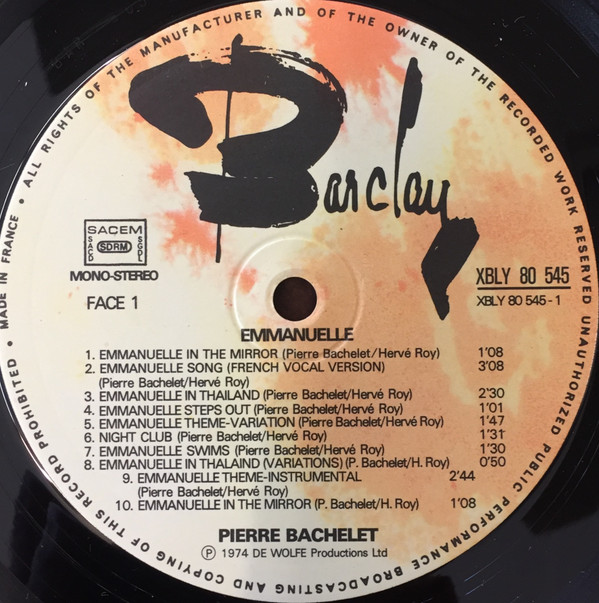 • MADE IN FRANCE • ALL RIGHTS OF THE MANUFACTURER AND OF THE OWNER OF THE RECORDED WORK RESERVED UNAUTHORIZED PUBLIC PERFORMANCE BROADCASTING AND COPYING OF THIS RECORD PROHIBITED
Barclay
SACEM
SACD SDRM SGDL
MONO-STEREO
FACE 1
XBLY 80 545
XBLY 80 545-1
EMMANUELLE
1. EMMANUELLE IN THE MIRROR (Pierre Bachelet/Hervé Roy) 1'08
2. EMMANUELLE SONG (FRENCH VOCAL VERSION) 3'08
(Pierre Bachelet/Hervé Roy)
3. EMMANUELLE IN THAILAND (Pierre Bachelet/Hervé Roy) 2'30
4. EMMANUELLE STEPS OUT (Pierre Bachelet/Hervé Roy) 1'01
5. EMMANUELLE THEME-VARIATION (Pierre Bachelet/Hervé Roy) 1'47
6. NIGHT CLUB (Pierre Bachelet/Hervé Roy) 1'31
7. EMMANUELLE SWIMS (Pierre Bachelet/Hervé Roy) 1'30
8. EMMANUELLE IN THALAIND (VARIATIONS) (P. Bachelet/H. Roy) 0'50
9. EMMANUELLE THEME-INSTRUMENTAL 2'44
(Pierre Bachelet/Hervé Roy)
10. EMMANUELLE IN THE MIRROR (P. Bachelet/H. Roy) 1'08
PIERRE BACHELET
℗ 1974 DE WOLFE Productions Ltd